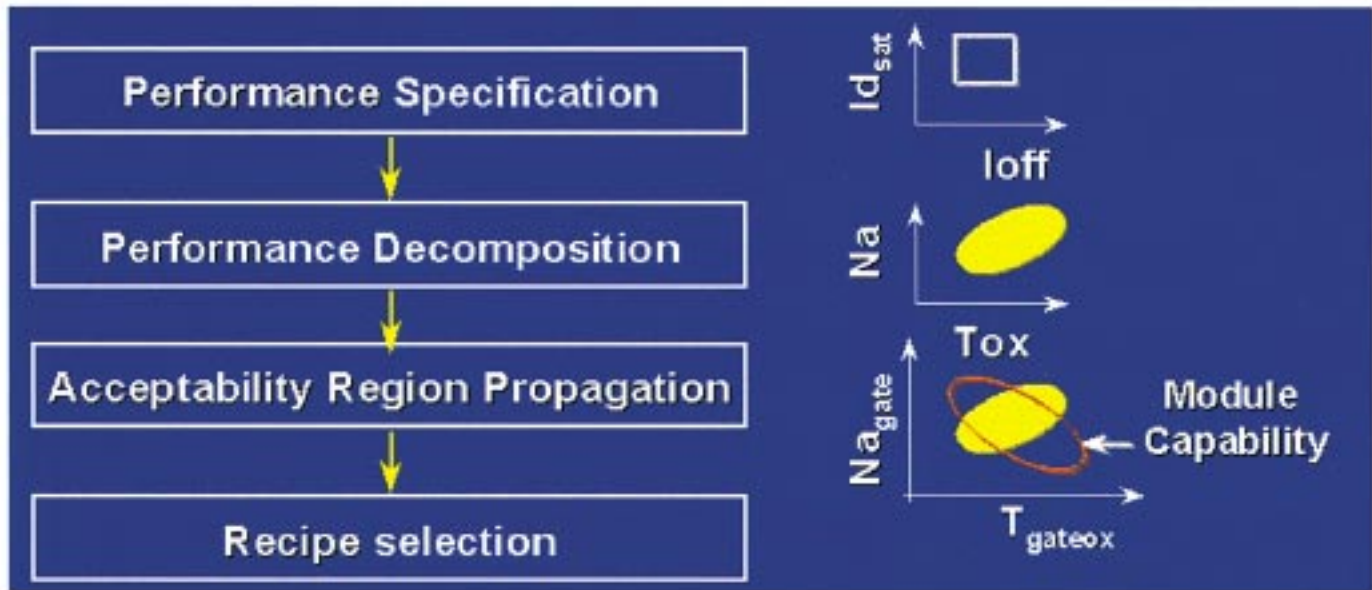 Performance Specification
Performance Decomposition
Acceptability Region Propagation
Recipe selection
Id_sat
Ioff
Na
Tox
Na_gate
T_gateox
Module
Capability